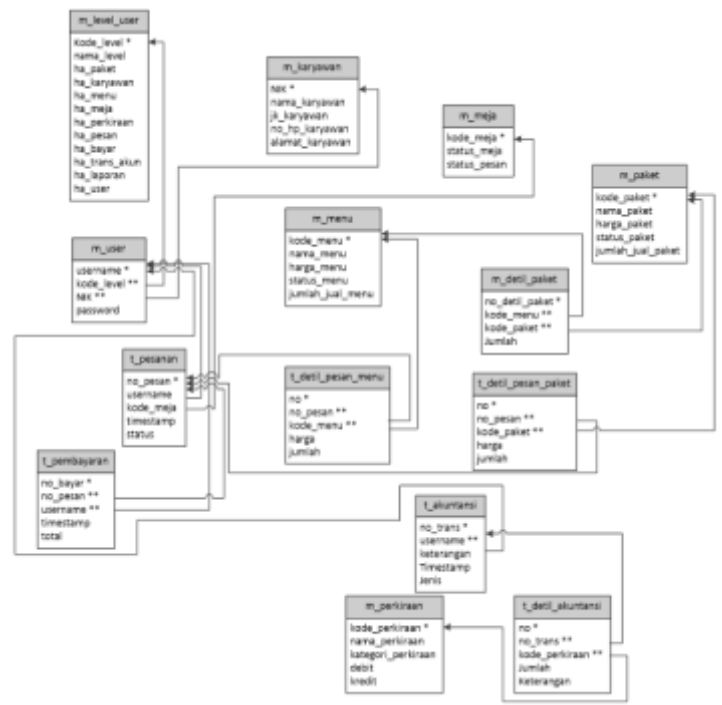 m_level_user
Kode_level *
nama_level
ha_paket
ha_karyawan
ha_menu
ha_meja
ha_perkiraan
ha_pesan
ha_bayar
ha_trans_akun
ha_laporan
ha_user
m_karyawan
NIK *
nama_karyawan
jk_karyawan
no_hp_karyawan
alamat_karyawan
m_meja
kode_meja *
status_meja
status_pesan
m_paket
kode_paket *
nama_paket
harga_paket
status_paket
jumlah_jual_paket
m_user
username *
kode_level **
NIK **
password
m_menu
kode_menu *
nama_menu
harga_menu
status_menu
jumlah_jual_menu
m_detil_paket
no_detil_paket *
kode_menu **
kode_paket **
Jumlah
t_pesanan
no_pesan *
username
kode_meja
timestamp
status
t_detil_pesan_menu
no *
no_pesan **
kode_menu **
harga
jumlah
t_detil_pesan_paket
no *
no_pesan **
kode_paket **
harga
jumlah
t_pembayaran
no_bayar *
no_pesan **
username **
timestamp
total
t_akuntansi
no_trans *
username **
keterangan
Timestamp
Jenis
m_perkiraan
kode_perkiraan *
nama_perkiraan
kategori_perkiraan
debit
kredit
t_detil_akuntansi
no *
no_trans **
kode_perkiraan **
Jumlah
Keterangan